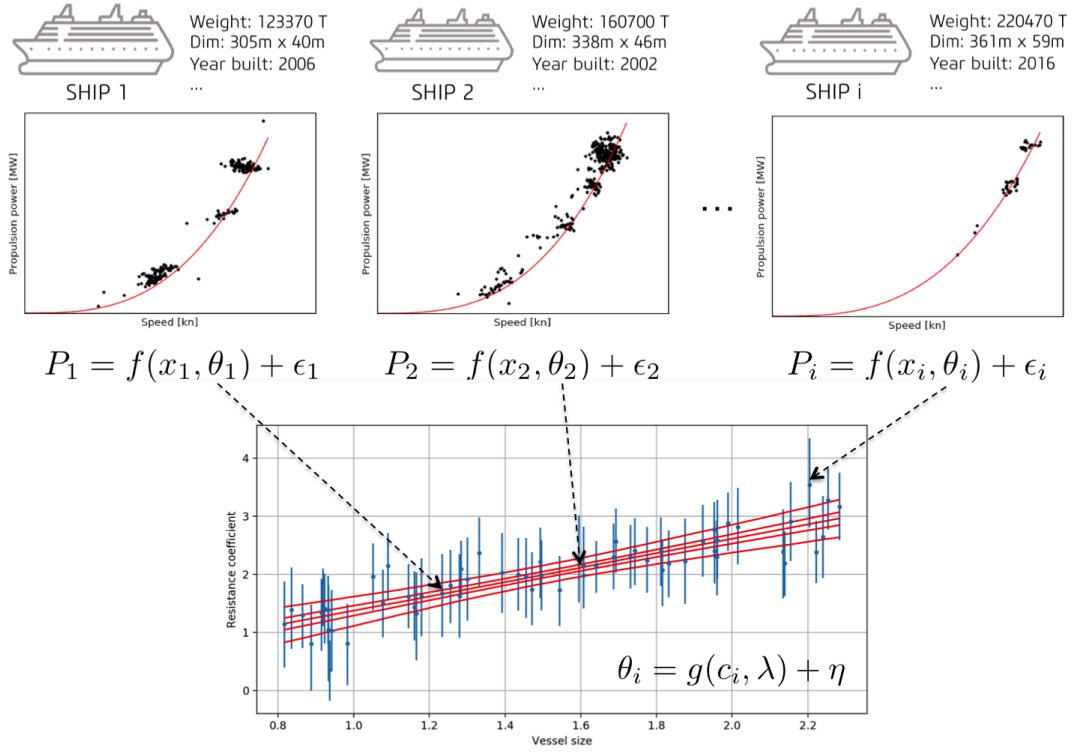 Weight: 123370 T
Dim: 305m x 40m
Year built: 2006
...
SHIP 1
Weight: 160700 T
Dim: 338m x 46m
Year built: 2002
...
SHIP 2
Weight: 220470 T
Dim: 361m x 59m
Year built: 2016
...
SHIP i
Propulsion power [MW]
Speed [kn]
Propulsion power [MW]
Speed [kn]
...
Propulsion power [MW]
Speed [kn]
P₁ = f(x₁, θ₁) + ϵ₁
P₂ = f(x₂, θ₂) + ϵ₂
Pᵢ = f(xᵢ, θᵢ) + ϵᵢ
Resistance coefficient
4
3
2
1
0
θᵢ = g(cᵢ, λ) + η
0.8 1.0 1.2 1.4 1.6 1.8 2.0 2.2
Vessel size